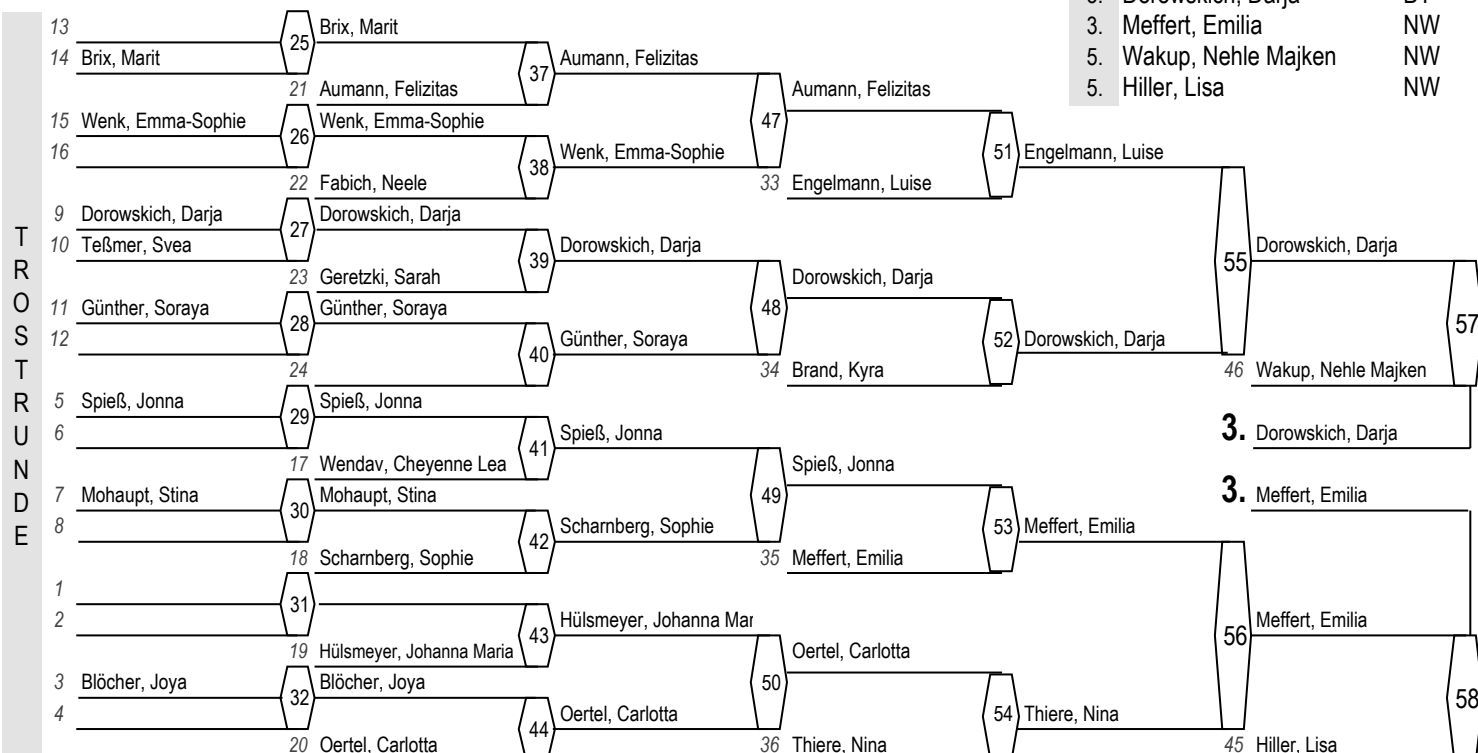 3. Dorowskich, Darja BY
3. Meffert, Emilia NW
5. Wakup, Nehle Majken NW
5. Hiller, Lisa NW
TROSTRUNDE
13
14 Brix, Marit
15 Wenk, Emma-Sophie
16
9 Dorowskich, Darja
10 Teßmer, Svea
11 Günther, Soraya
12
5 Spieß, Jonna
6
7 Mohaupt, Stina
8
1
2
3 Blöcher, Joya
4
25
26
27
28
29
30
31
32
Brix, Marit
21 Aumann, Felizitas
Wenk, Emma-Sophie
22 Fabich, Neele
Dorowskich, Darja
23 Geretzki, Sarah
Günther, Soraya
24
Spieß, Jonna
17 Wendav, Cheyenne Lea
Mohaupt, Stina
18 Scharnberg, Sophie
19 Hülsmeyer, Johanna Maria
Blöcher, Joya
20 Oertel, Carlotta
37
38
39
40
41
42
43
44
Aumann, Felizitas
Wenk, Emma-Sophie
Dorowskich, Darja
Günther, Soraya
Spieß, Jonna
Scharnberg, Sophie
Hülsmeyer, Johanna Mar
Oertel, Carlotta
47
48
49
50
Aumann, Felizitas
33 Engelmann, Luise
Dorowskich, Darja
34 Brand, Kyra
Spieß, Jonna
35 Meffert, Emilia
Oertel, Carlotta
36 Thiere, Nina
51
52
53
54
Engelmann, Luise
Dorowskich, Darja
Meffert, Emilia
Thiere, Nina
55
56
Dorowskich, Darja
46 Wakup, Nehle Majken
3. Dorowskich, Darja
3. Meffert, Emilia
Meffert, Emilia
45 Hiller, Lisa
57
58